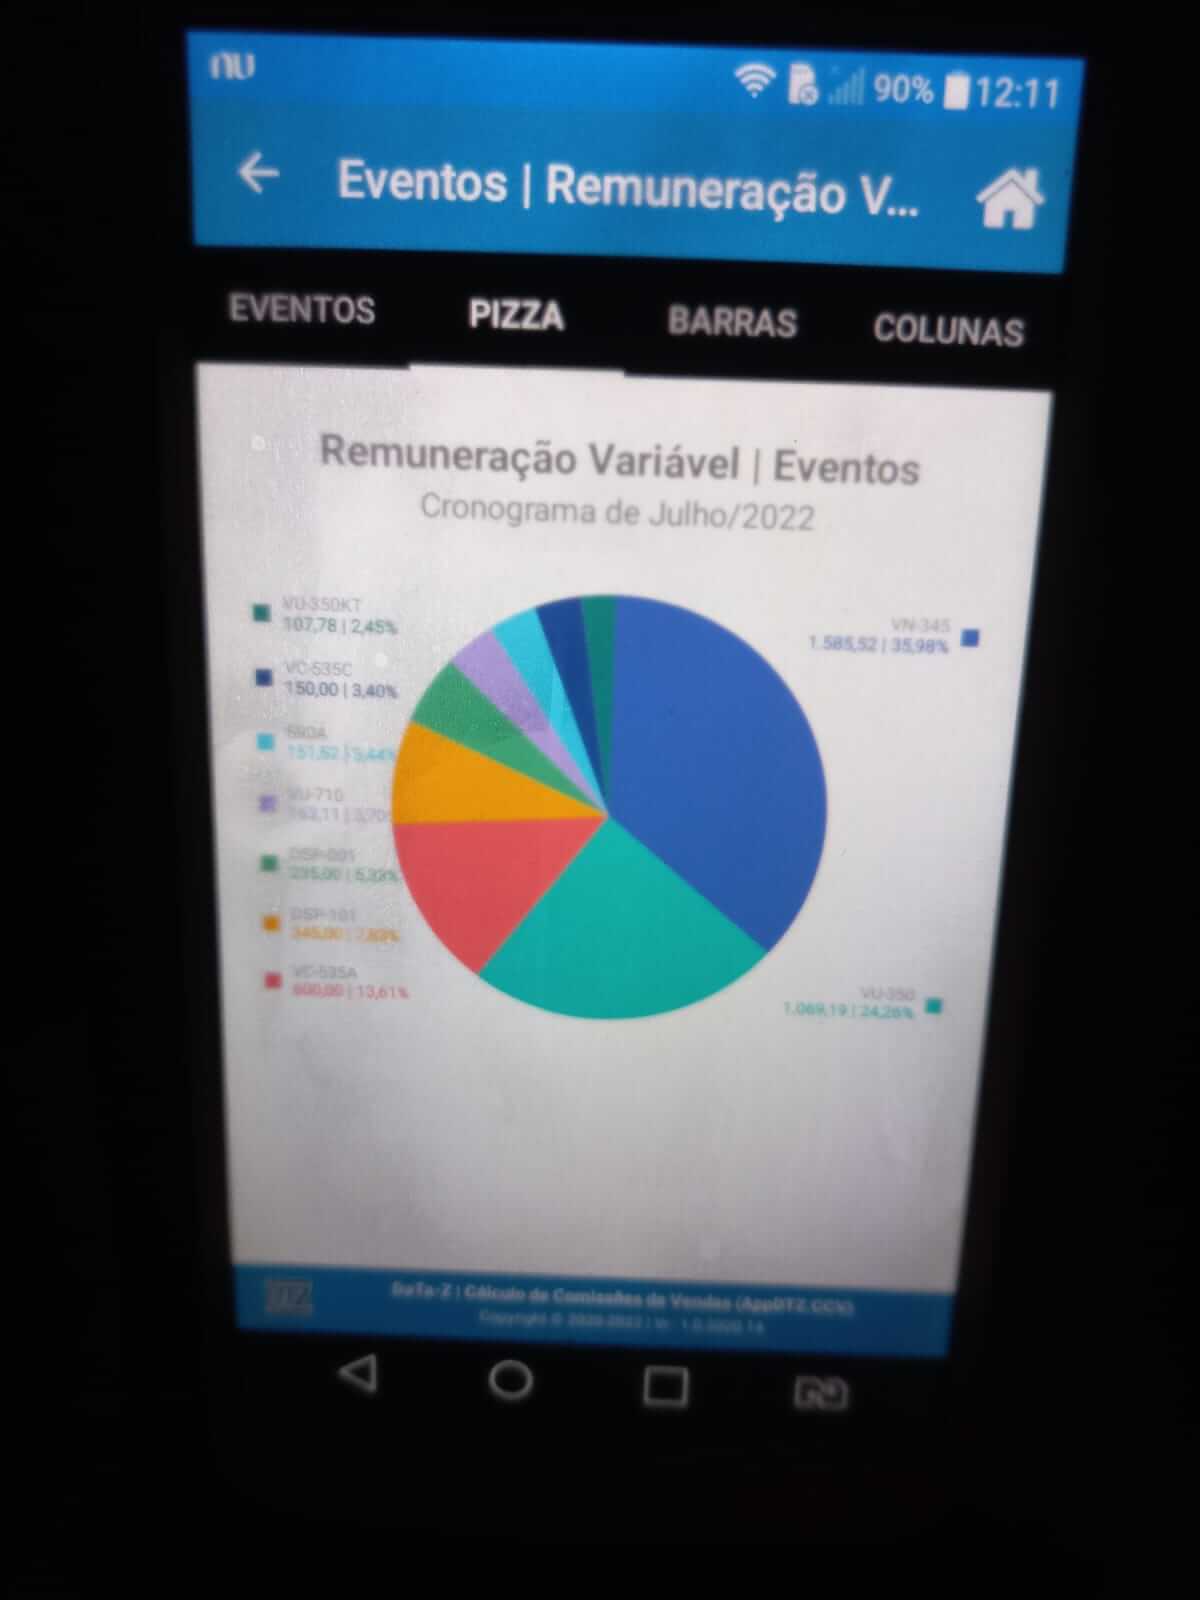 nu
90% 12:11
Eventos | Remuneração V...
EVENTOS PIZZA BARRAS COLUNAS
Remuneração Variável | Eventos
Cronograma de Julho/2022
VU-350KT
107,78 | 2,45%
VC-535C
150,00 | 3,40%
590A
151,52 | 3,44%
VU-710
163,11 | 3,70%
DSP-001
235,00 | 5,33%
DSP-101
345,00 | 7,83%
VC-535A
600,00 | 13,61%
VN-345
1.585,52 | 35,98%
VU-350
1.069,19 | 24,26%
DTZ
DaTa-Z | Cálculo de Comissões de Vendas (AppDTZ.CCV)
Copyright © 2020-2022 |